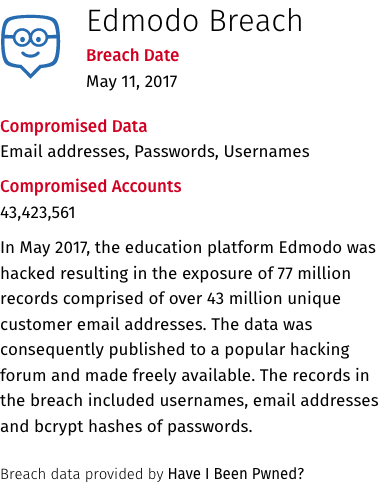 Edmodo Breach
Breach Date
May 11, 2017
Compromised Data
Email addresses, Passwords, Usernames
Compromised Accounts
43,423,561
In May 2017, the education platform Edmodo was
hacked resulting in the exposure of 77 million
records comprised of over 43 million unique
customer email addresses. The data was
consequently published to a popular hacking
forum and made freely available. The records in
the breach included usernames, email addresses
and bcrypt hashes of passwords.
Breach data provided by Have I Been Pwned?